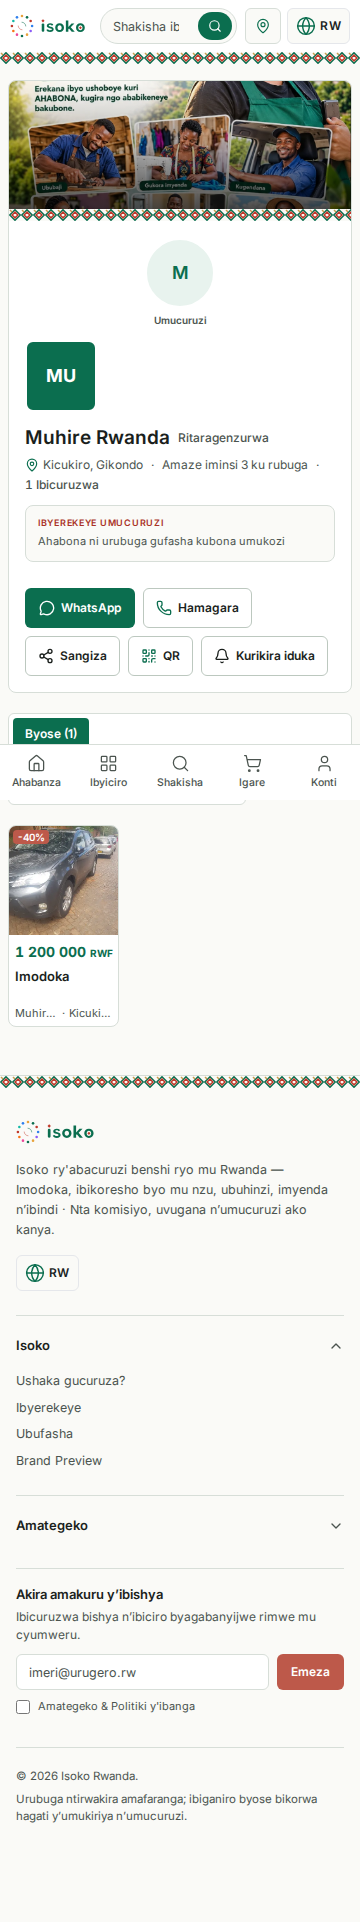 isoko
Shakisha ib
RW
Erekana ibyo ushoboye kuri
AHABONA, kugira ngo ababikeneye
bakubone.
Ububaji
Gukora Imyenda
Kugendana
M
Umucuruzi
MU
Muhire Rwanda Ritaragenzurwa
Kicukiro, Gikondo · Amaze iminsi 3 ku rubuga ·
1 Ibicuruzwa
IBYEREKEYE UMUCURUZI
Ahabona ni urubuga gufasha kubona umukozi
WhatsApp
Hamagara
Sangiza
QR
Kurikira iduka
Byose (1)
Ahabanza
Ibyiciro
Shakisha
Igare
Konti
-40%
1 200 000 RWF
Imodoka
Muhir... · Kicuki...
isoko
Isoko ry'abacuruzi benshi ryo mu Rwanda —
Imodoka, ibikoresho byo mu nzu, ubuhinzi, imyenda
n'ibindi · Nta komisiyo, uvugana n'umucuruzi ako
kanya.
RW
Isoko
Ushaka gucuruza?
Ibyerekeye
Ubufasha
Brand Preview
Amategeko
Akira amakuru y'ibishya
Ibicuruzwa bishya n'ibiciro byagabanyijwe rimwe mu
cyumweru.
imeri@urugero.rw
Emeza
Amategeko & Politiki y'ibanga
© 2026 Isoko Rwanda.
Urubuga ntirwakira amafaranga; ibiganiro byose bikorwa
hagati y'umukiriya n'umucuruzi.